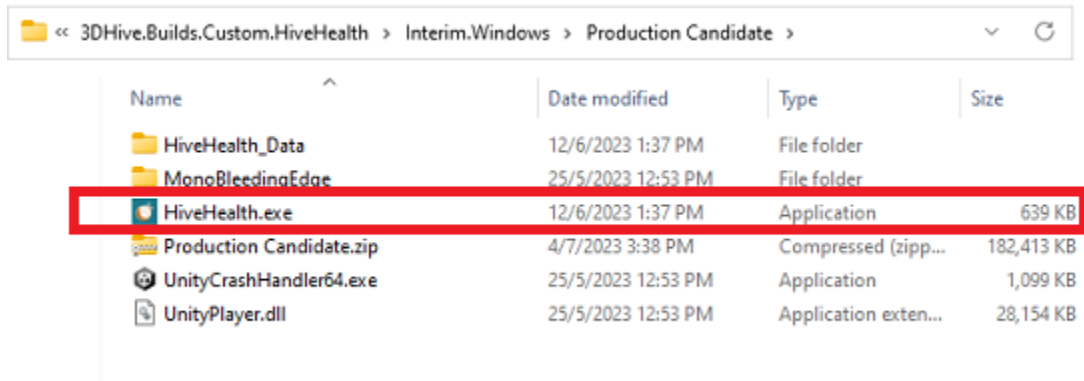 « 3DHive.Builds.Custom.HiveHealth › Interim.Windows › Production Candidate ›
Name Date modified Type Size
HiveHealth_Data 12/6/2023 1:37 PM File folder
MonoBleedingEdge 25/5/2023 12:53 PM File folder
HiveHealth.exe 12/6/2023 1:37 PM Application 639 KB
Production Candidate.zip 4/7/2023 3:38 PM Compressed (zipp... 182,413 KB
UnityCrashHandler64.exe 25/5/2023 12:53 PM Application 1,099 KB
UnityPlayer.dll 25/5/2023 12:53 PM Application exten... 28,154 KB